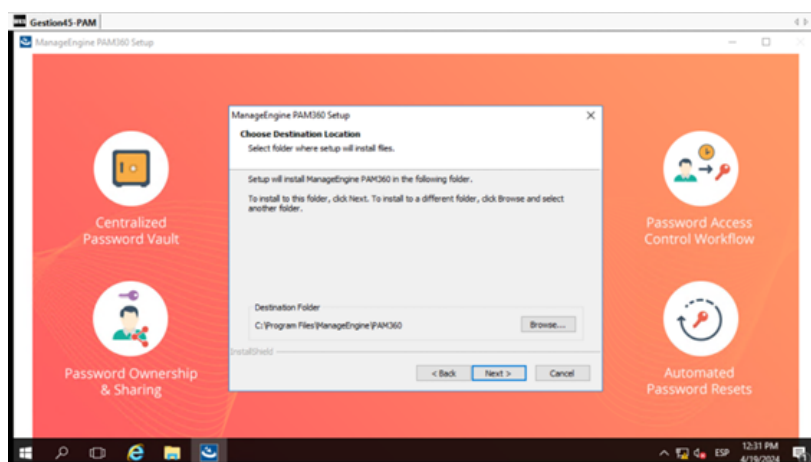 Gestion45-PAM
ManageEngine PAM360 Setup
ManageEngine PAM360 Setup
Choose Destination Location
Select folder where setup will install files.
Setup will install ManageEngine PAM360 in the following folder.
To install to this folder, click Next. To install to a different folder, click Browse and select
another folder.
Destination Folder
C:\Program Files\ManageEngine\PAM360
Browse...
InstallShield
< Back
Next >
Cancel
Centralized
Password Vault
Password Ownership
& Sharing
Password Access
Control Workflow
Automated
Password Resets
ESP
12:31 PM
4/19/2024